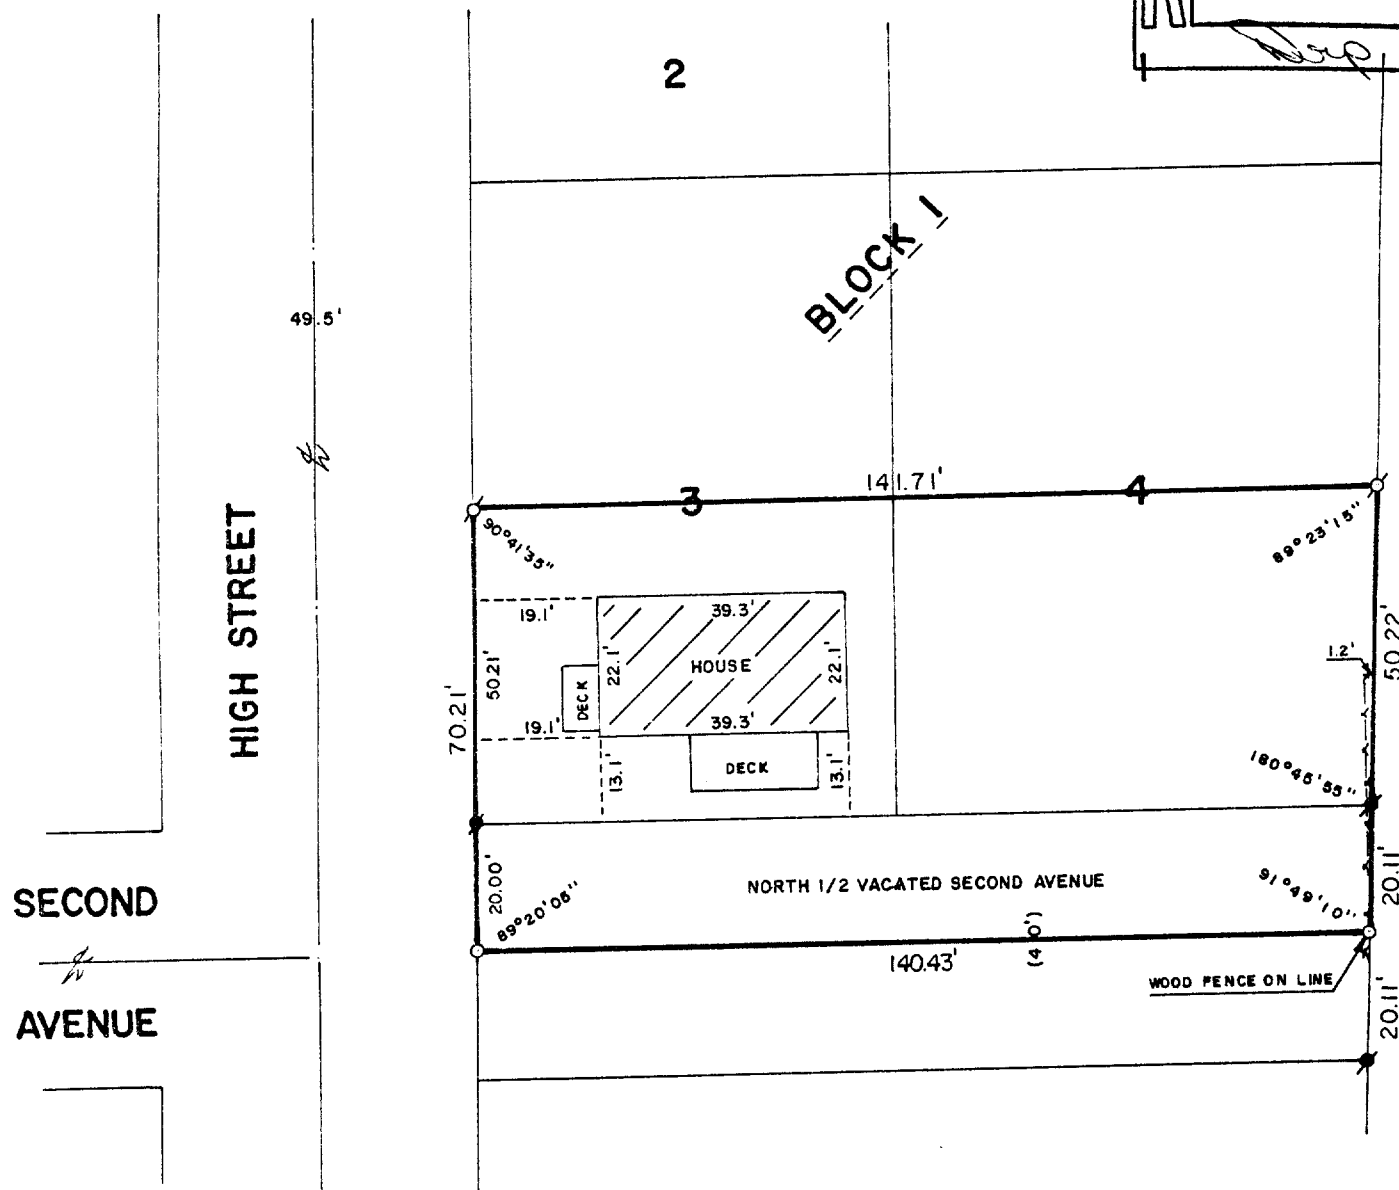 2
BLOCK 1
49.5'
HIGH STREET
3
141.71'
4
90°41'35"
89°23'15"
19.1'
39.3'
50.21'
22.1'
HOUSE
22.1'
DECK
1.2'
50.22'
70.21'
19.1'
39.3'
13.1'
DECK
13.1'
180°45'55"
20.00'
NORTH 1/2 VACATED SECOND AVENUE
20.11'
89°20'05"
91°49'10"
SECOND
AVENUE
140.43'
WOOD FENCE ON LINE
20.11'